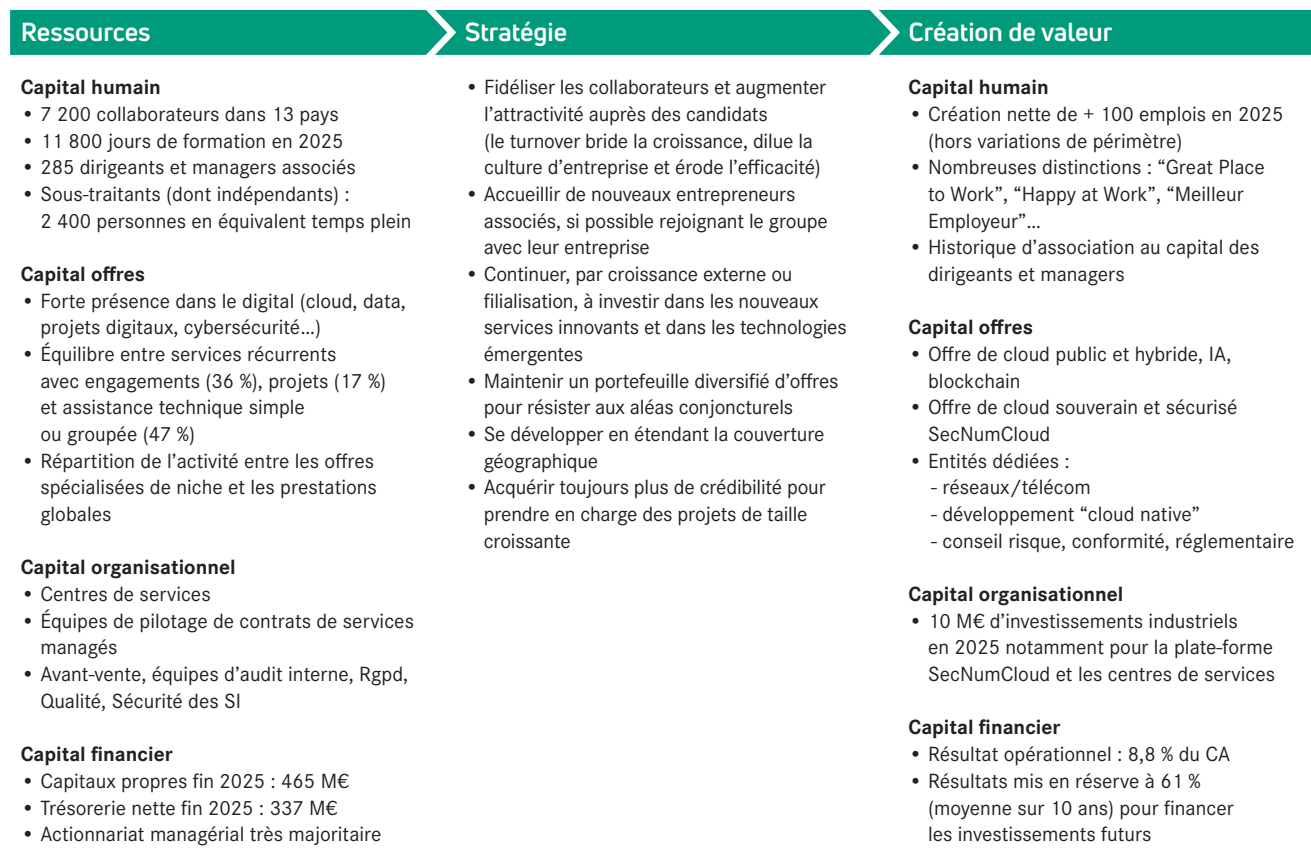 Ressources
Stratégie
Création de valeur
Capital humain
• 7 200 collaborateurs dans 13 pays
• 11 800 jours de formation en 2025
• 285 dirigeants et managers associés
• Sous-traitants (dont indépendants) :
2 400 personnes en équivalent temps plein
Capital offres
• Forte présence dans le digital (cloud, data,
projets digitaux, cybersécurité...)
• Équilibre entre services récurrents
avec engagements (36 %), projets (17 %)
et assistance technique simple
ou groupée (47 %)
• Répartition de l’activité entre les offres
spécialisées de niche et les prestations
globales
Capital organisationnel
• Centres de services
• Équipes de pilotage de contrats de services
managés
• Avant-vente, équipes d’audit interne, Rgpd,
Qualité, Sécurité des SI
Capital financier
• Capitaux propres fin 2025 : 465 M€
• Trésorerie nette fin 2025 : 337 M€
• Actionnariat managérial très majoritaire
• Fidéliser les collaborateurs et augmenter
l’attractivité auprès des candidats
(le turnover bride la croissance, dilue la
culture d’entreprise et érode l’efficacité)
• Accueillir de nouveaux entrepreneurs
associés, si possible rejoignant le groupe
avec leur entreprise
• Continuer, par croissance externe ou
filialisation, à investir dans les nouveaux
services innovants et dans les technologies
émergentes
• Maintenir un portefeuille diversifié d’offres
pour résister aux aléas conjoncturels
• Se développer en étendant la couverture
géographique
• Acquérir toujours plus de crédibilité pour
prendre en charge des projets de taille
croissante
Capital humain
• Création nette de + 100 emplois en 2025
(hors variations de périmètre)
• Nombreuses distinctions : “Great Place
to Work”, “Happy at Work”, “Meilleur
Employeur”...
• Historique d’association au capital des
dirigeants et managers
Capital offres
• Offre de cloud public et hybride, IA,
blockchain
• Offre de cloud souverain et sécurisé
SecNumCloud
• Entités dédiées :
- réseaux/télécom
- développement “cloud native”
- conseil risque, conformité, réglementaire
Capital organisationnel
• 10 M€ d’investissements industriels
en 2025 notamment pour la plate-forme
SecNumCloud et les centres de services
Capital financier
• Résultat opérationnel : 8,8 % du CA
• Résultats mis en réserve à 61 %
(moyenne sur 10 ans) pour financer
les investissements futurs